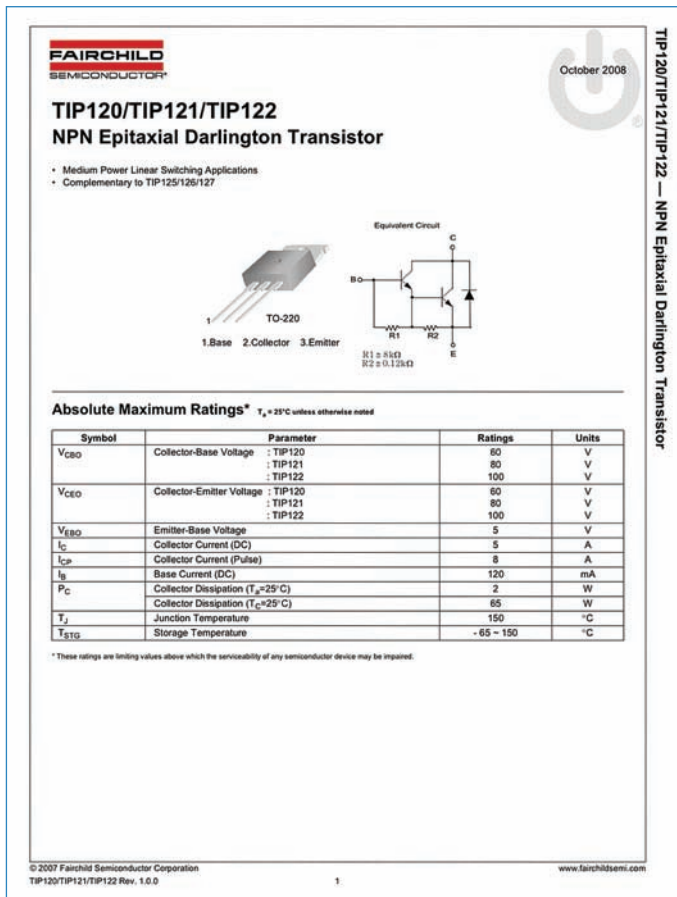 FAIRCHILD
SEMICONDUCTOR®
October 2008
TIP120/TIP121/TIP122
NPN Epitaxial Darlington Transistor
• Medium Power Linear Switching Applications
• Complementary to TIP125/126/127
Equivalent Circuit
C
B
R1 R2
E
1
TO-220
1.Base 2.Collector 3.Emitter
R1 ≅ 8kΩ
R2 ≅ 0.12kΩ
Absolute Maximum Ratings* Ta = 25°C unless otherwise noted
Symbol Parameter Ratings Units
VCBO Collector-Base Voltage : TIP120 60 V
: TIP121 80 V
: TIP122 100 V
VCEO Collector-Emitter Voltage : TIP120 60 V
: TIP121 80 V
: TIP122 100 V
VEBO Emitter-Base Voltage 5 V
IC Collector Current (DC) 5 A
ICP Collector Current (Pulse) 8 A
IB Base Current (DC) 120 mA
PC Collector Dissipation (Ta=25°C) 2 W
Collector Dissipation (TC=25°C) 65 W
TJ Junction Temperature 150 °C
TSTG Storage Temperature - 65 ~ 150 °C
* These ratings are limiting values above which the serviceability of any semiconductor device may be impaired.
© 2007 Fairchild Semiconductor Corporation www.fairchildsemi.com
TIP120/TIP121/TIP122 Rev. 1.0.0 1
TIP120/TIP121/TIP122 — NPN Epitaxial Darlington Transistor